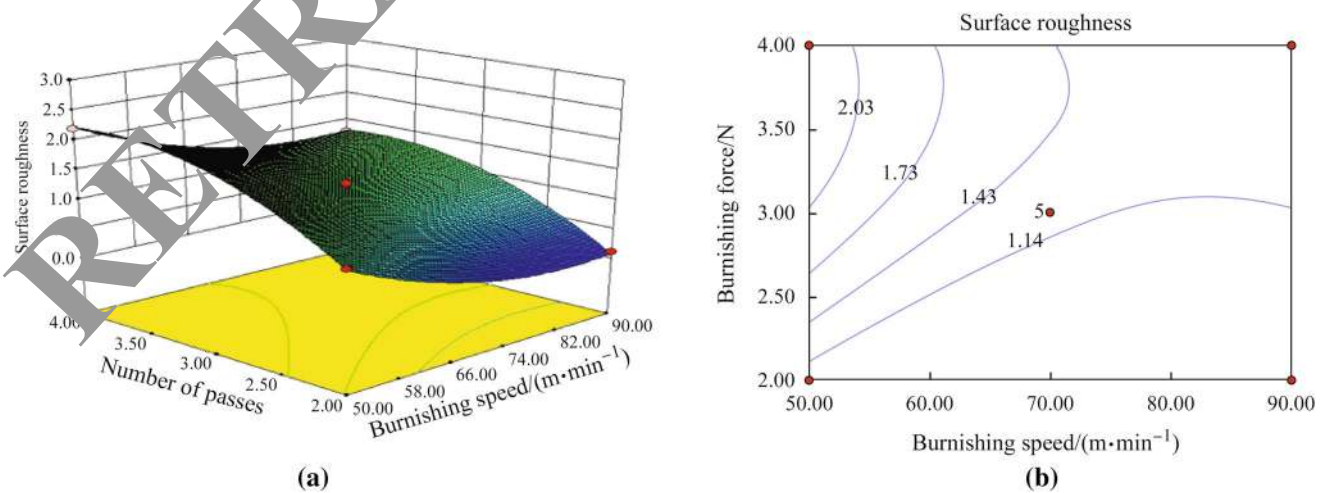 RETR
Surface roughness
3.0
2.5
2.0
1.5
1.0
0.0
4.00
3.50
3.00
2.50
2.00
Number of passes
50.00
58.00
66.00
74.00
82.00
90.00
Burnishing speed/(m·min⁻¹)
(a)
Surface roughness
4.00
3.50
3.00
2.50
2.00
Burnishing force/N
2.03
1.73
1.43
5
1.14
50.00 60.00 70.00 80.00 90.00
Burnishing speed/(m·min⁻¹)
(b)